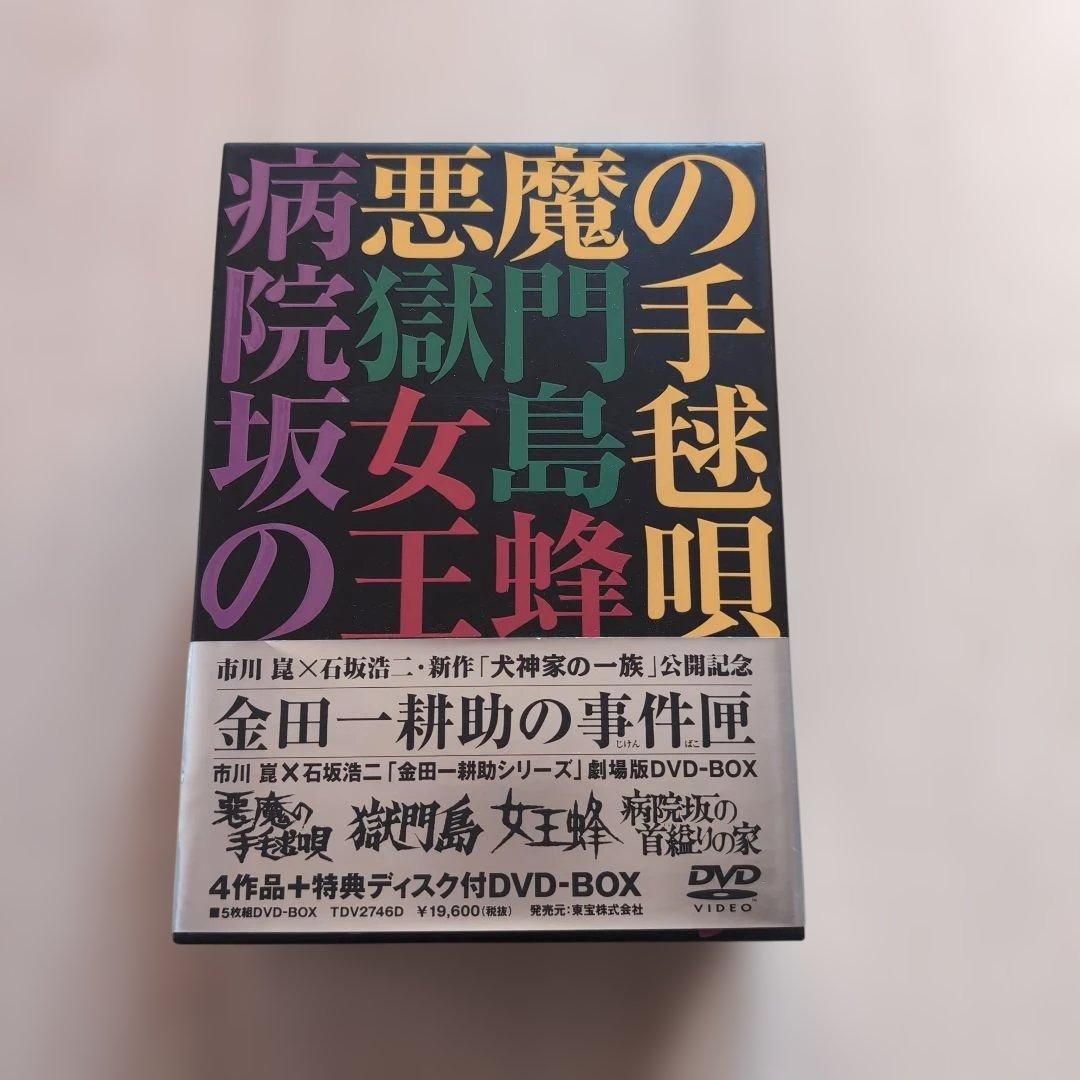 病院坂の
悪魔の手毬唄
獄門島
女王蜂
市川 崑×石坂浩二・新作「犬神家の一族」公開記念
金田一耕助の事件匣
じけん ばこ
市川 崑×石坂浩二「金田一耕助シリーズ」劇場版DVD-BOX
悪魔の
手毬唄
獄門島
女王蜂
病院坂の
首縊りの家
4作品+特典ディスク付DVD-BOX
DVD
VIDEO
■5枚組DVD-BOX TDV2746D ¥19,600(税抜) 発売元:東宝株式会社